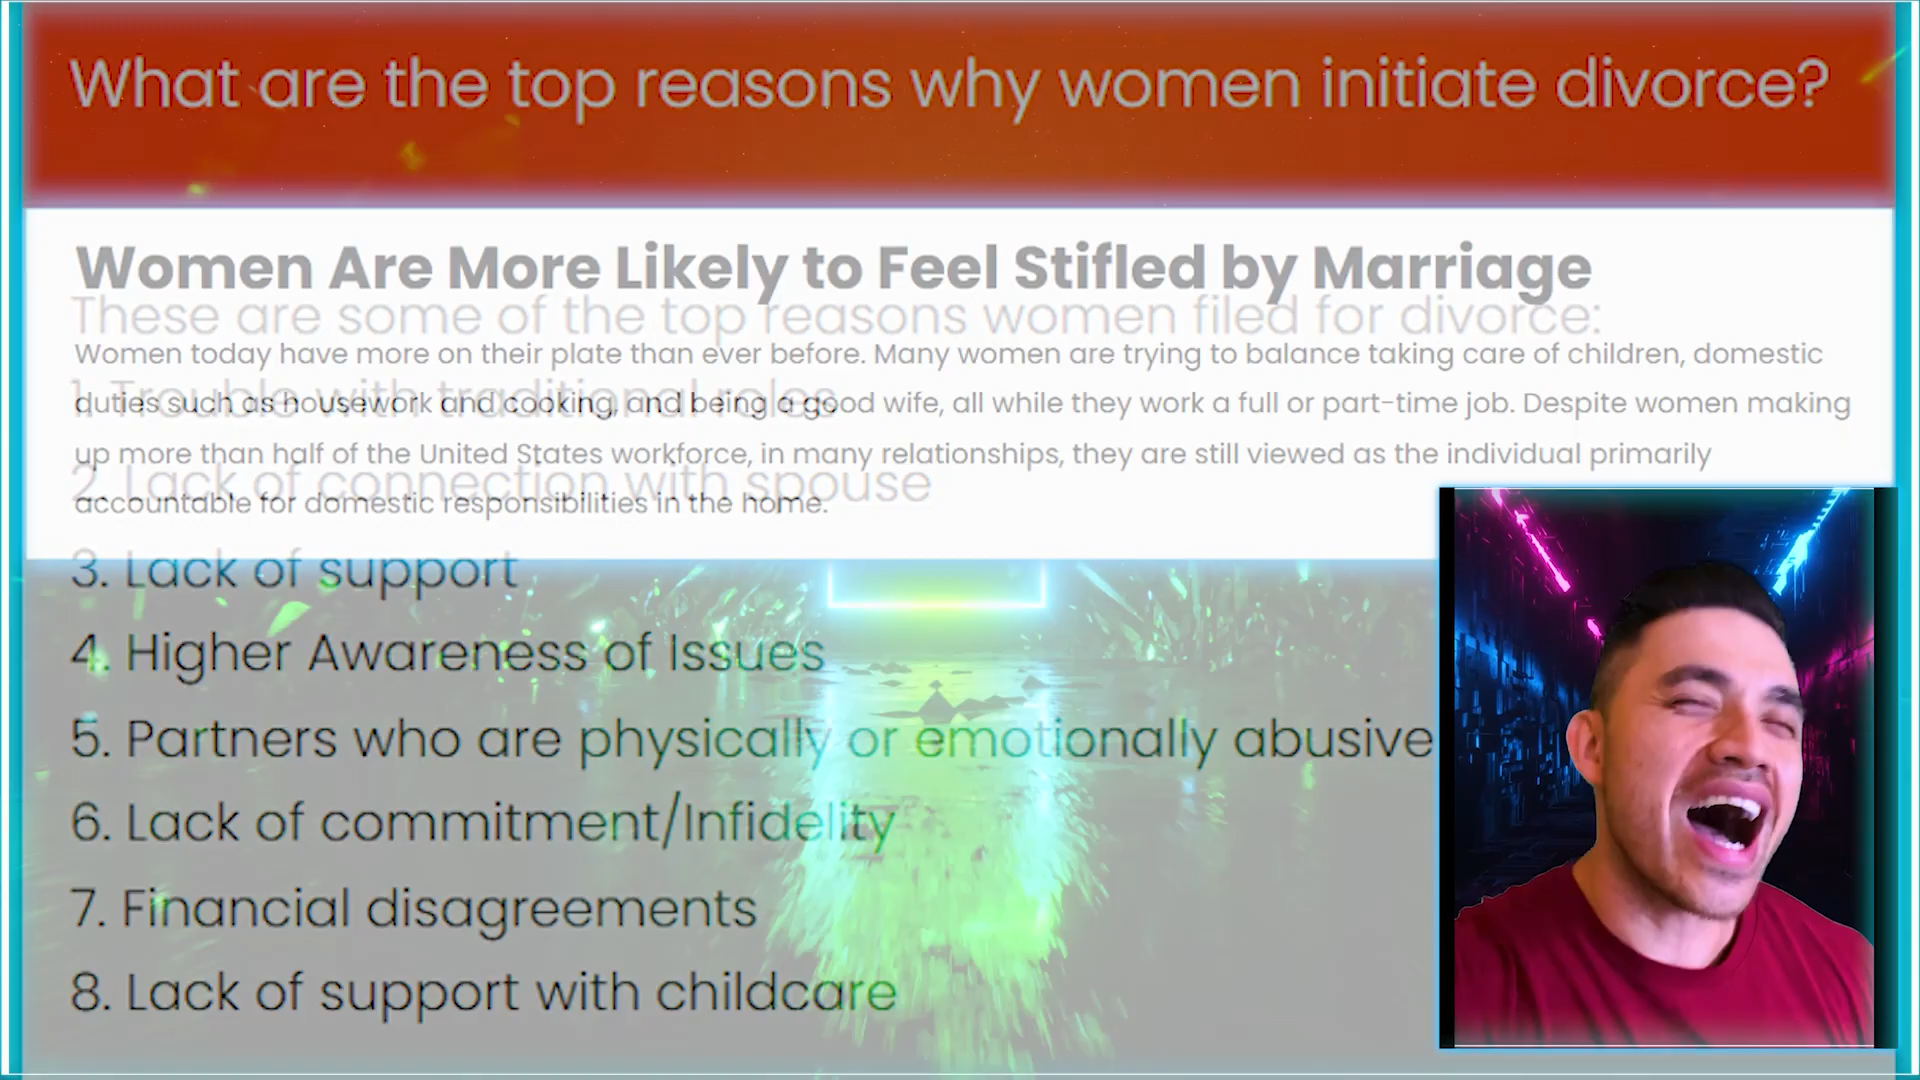 What are the top reasons why women initiate divorce?
Women Are More Likely to Feel Stifled by Marriage
These are some of the top reasons women filed for divorce:
Women today have more on their plate than ever before. Many women are trying to balance taking care of children, domestic
1. Trouble with traditional roles
duties such as housework and cooking, and being a good wife, all while they work a full or part-time job. Despite women making
up more than half of the United States workforce, in many relationships, they are still viewed as the individual primarily
2. Lack of connection with spouse
accountable for domestic responsibilities in the home.
3. Lack of support
4. Higher Awareness of Issues
5. Partners who are physically or emotionally abusive
6. Lack of commitment/Infidelity
7. Financial disagreements
8. Lack of support with childcare